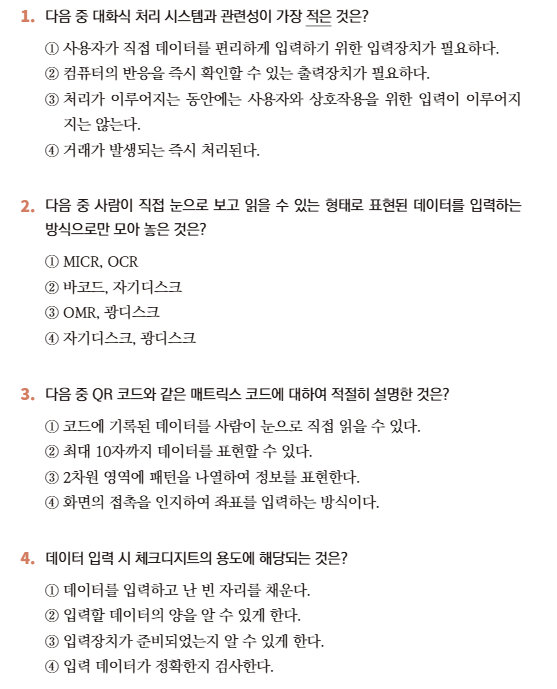 1. 다음 중 대화식 처리 시스템과 관련성이 가장 적은 것은?
① 사용자가 직접 데이터를 편리하게 입력하기 위한 입력장치가 필요하다.
② 컴퓨터의 반응을 즉시 확인할 수 있는 출력장치가 필요하다.
③ 처리가 이루어지는 동안에는 사용자와 상호작용을 위한 입력이 이루어지
지는 않는다.
④ 거래가 발생되는 즉시 처리된다.
2. 다음 중 사람이 직접 눈으로 보고 읽을 수 있는 형태로 표현된 데이터를 입력하는
방식으로만 모아 놓은 것은?
① MICR, OCR
② 바코드, 자기디스크
③ OMR, 광디스크
④ 자기디스크, 광디스크
3. 다음 중 QR 코드와 같은 매트릭스 코드에 대하여 적절히 설명한 것은?
① 코드에 기록된 데이터를 사람이 눈으로 직접 읽을 수 있다.
② 최대 10자까지 데이터를 표현할 수 있다.
③ 2차원 영역에 패턴을 나열하여 정보를 표현한다.
④ 화면의 접촉을 인지하여 좌표를 입력하는 방식이다.
4. 데이터 입력 시 체크디지트의 용도에 해당되는 것은?
① 데이터를 입력하고 난 빈 자리를 채운다.
② 입력할 데이터의 양을 알 수 있게 한다.
③ 입력장치가 준비되었는지 알 수 있게 한다.
④ 입력 데이터가 정확한지 검사한다.